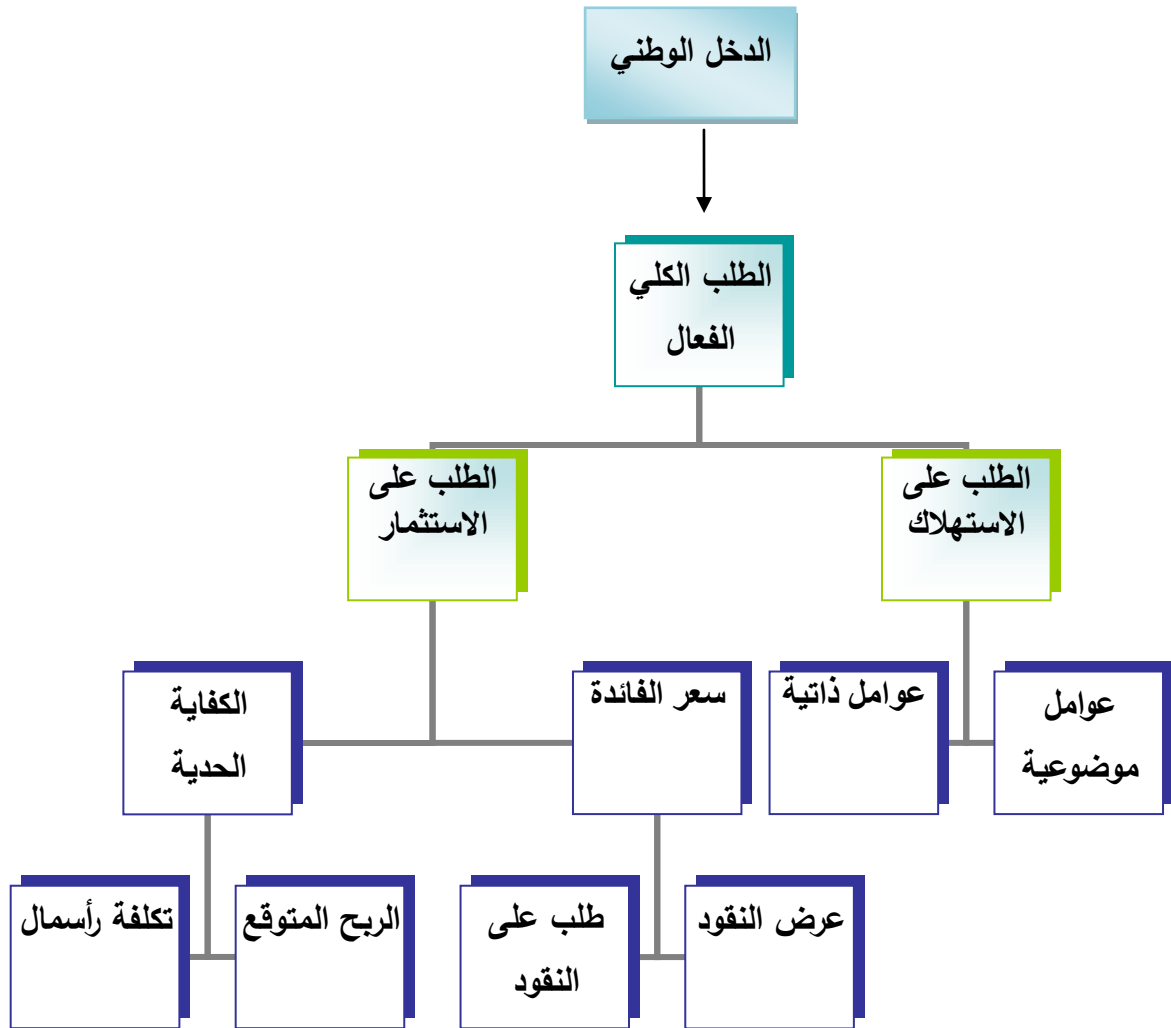 الدخل الوطني
الطلب الكلي
الفعال
الطلب على
الاستهلاك
الطلب على
الاستثمار
عوامل
موضوعية
عوامل ذاتية
سعر الفائدة
الكفاية
الحدية
عرض النقود
طلب على
النقود
الربح المتوقع
تكلفة رأسمال